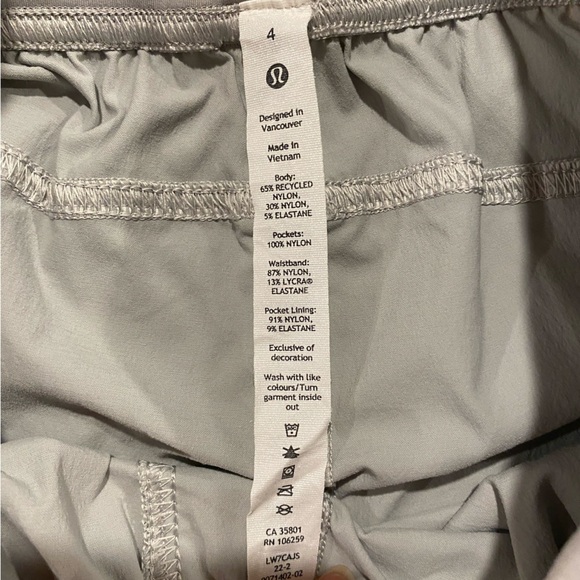 4
Designed in
Vancouver
Made in
Vietnam
Body:
65% RECYCLED
NYLON,
30% NYLON,
5% ELASTANE
Pockets:
100% NYLON
Waistband:
87% NYLON,
13% LYCRA®
ELASTANE
Pocket Lining:
91% NYLON,
9% ELASTANE
Exclusive of
decoration
Wash with like
colours/Turn
garment inside
out
CA 35801
RN 106259
LW7CAJS
22-2